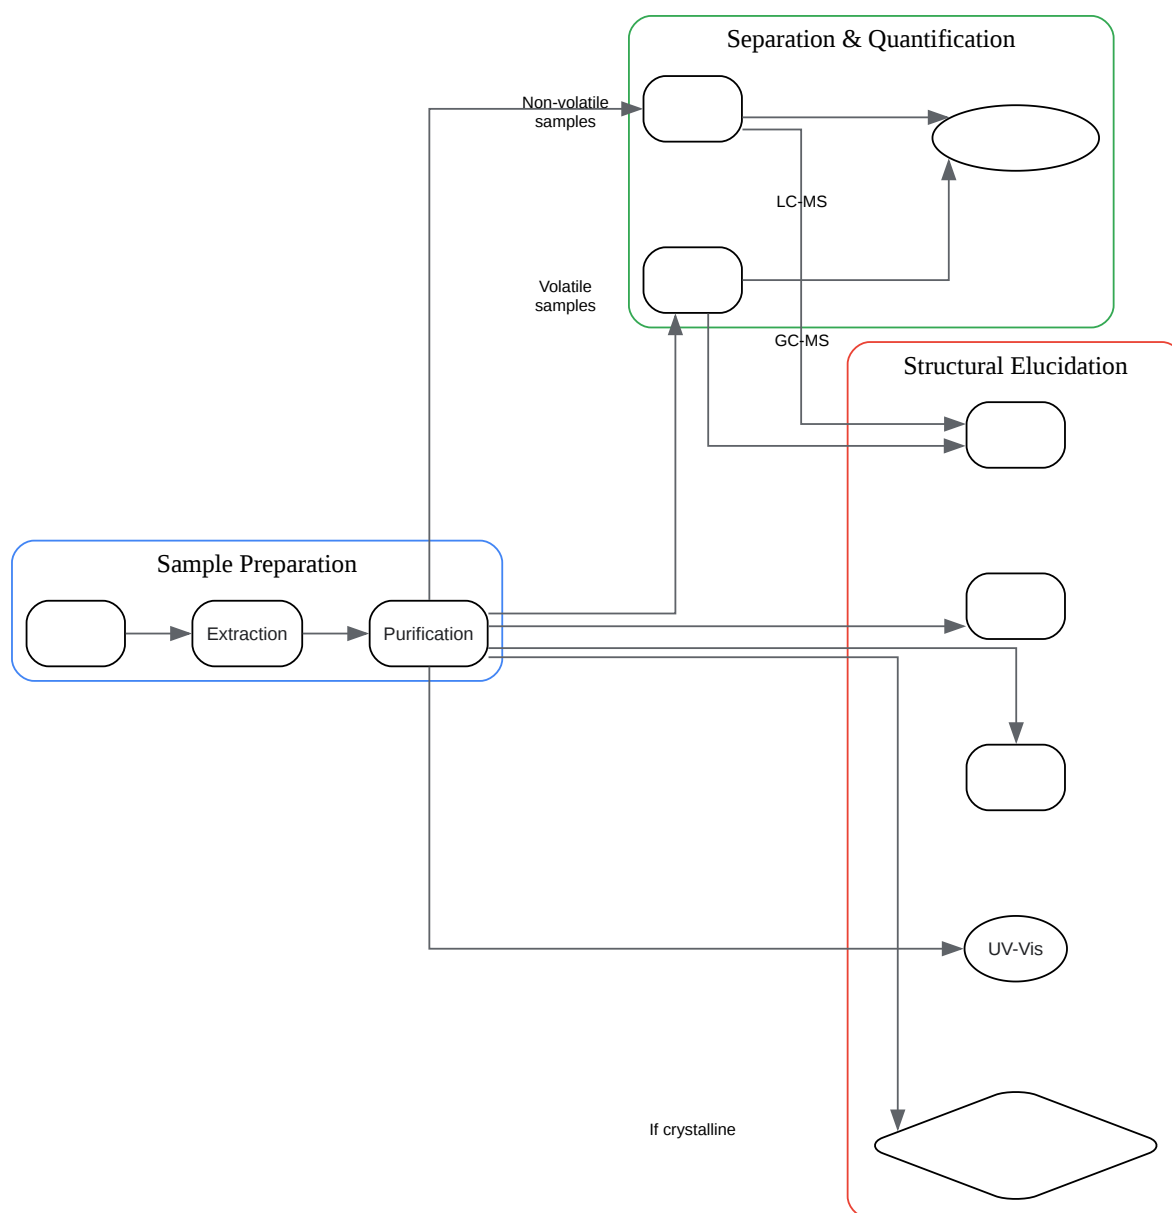 Separation & Quantification
Non-volatile
samples
LC-MS
Volatile
samples
GC-MS
Structural Elucidation
Sample Preparation
Extraction
Purification
UV-Vis
If crystalline